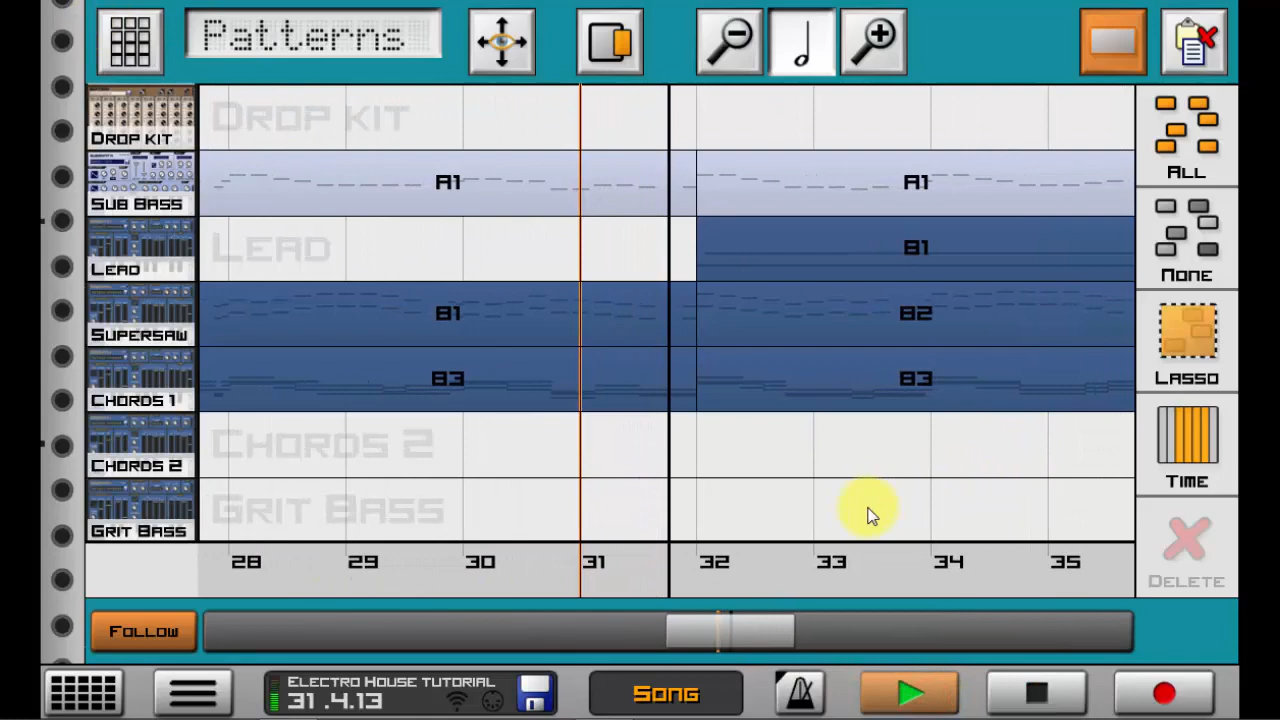 Patterns
DROP KIT
DROP KIT
SUB BASS
A1
A1
LEAD
LEAD
B1
SUPERSAW
B1
B2
CHORDS 1
B3
B3
CHORDS 2
CHORDS 2
GRIT BASS
GRIT BASS
28 29 30 31 32 33 34 35
ALL
NONE
LASSO
TIME
DELETE
FOLLOW
ELECTRO HOUSE TUTORIAL
31 .4.13
SONG